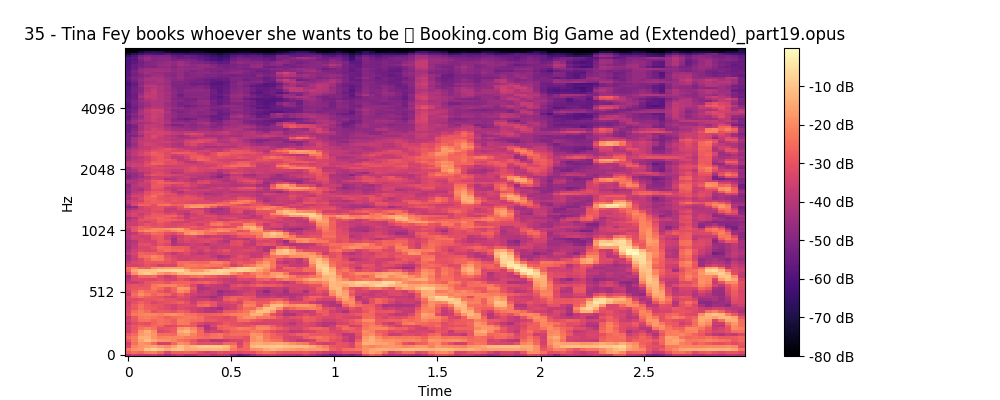 35 - Tina Fey books whoever she wants to be  Booking.com Big Game ad (Extended)_part19.opus
4096
2048
1024
512
0
Hz
0 0.5 1 1.5 2 2.5
Time
-10 dB
-20 dB
-30 dB
-40 dB
-50 dB
-60 dB
-70 dB
-80 dB